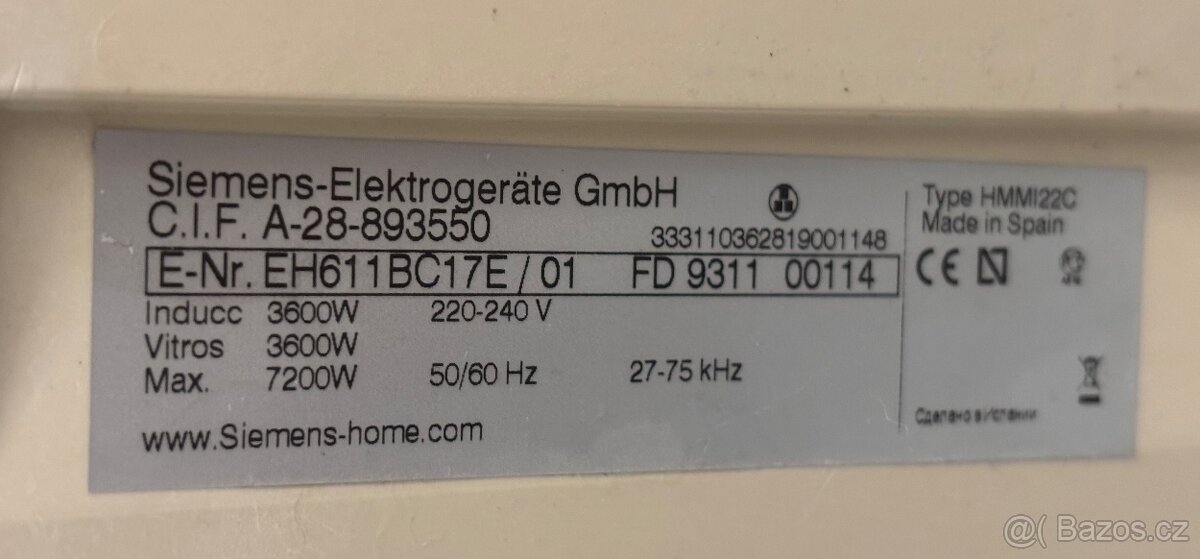 Siemens-Elektrogeräte GmbH
C.I.F. A-28-893550
333110362819001148
E-Nr. EH611BC17E / 01 FD 9311 00114
Inducc 3600W 220-240 V
Vitros 3600W
Max. 7200W 50/60 Hz 27-75 kHz
www.Siemens-home.com
Type HMMI22C
Made in Spain
CE N
Сделано в Испании
@( Bazos.cz